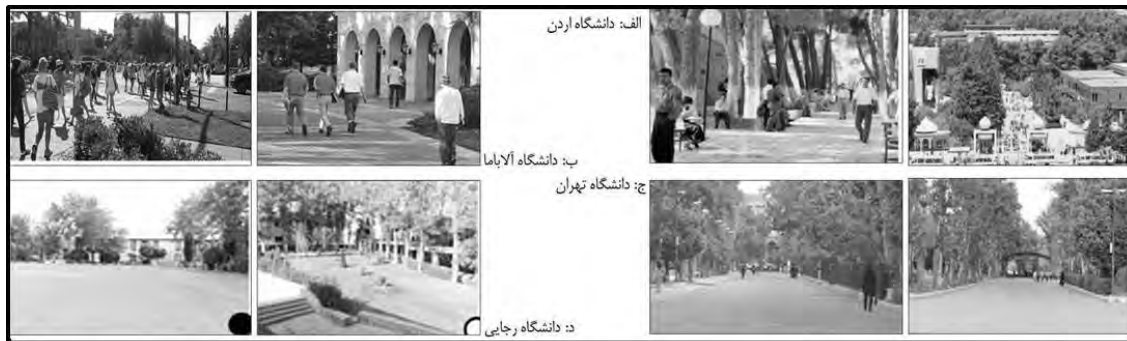 الف: دانشگاه اردن
ب: دانشگاه آلاباما
ج: دانشگاه تهران
د: دانشگاه رجایی